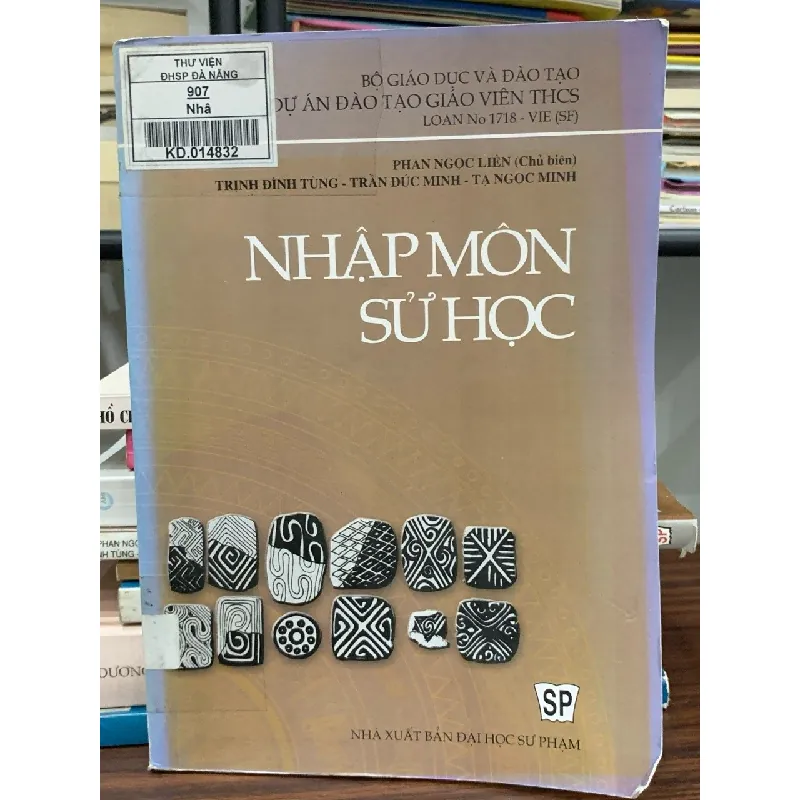 THƯ VIỆN
ĐHSP ĐÀ NẴNG
907
Nhâ
KD.014832
BỘ GIÁO DỤC VÀ ĐÀO TẠO
DỰ ÁN ĐÀO TẠO GIÁO VIÊN THCS
LOAN No 1718 - VIE (SF)
PHAN NGỌC LIÊN (Chủ biên)
TRỊNH ĐÌNH TÙNG - TRẦN ĐỨC MINH - TẠ NGỌC MINH
NHẬP MÔN
SỬ HỌC
SP
NHÀ XUẤT BẢN ĐẠI HỌC SƯ PHẠM
SP